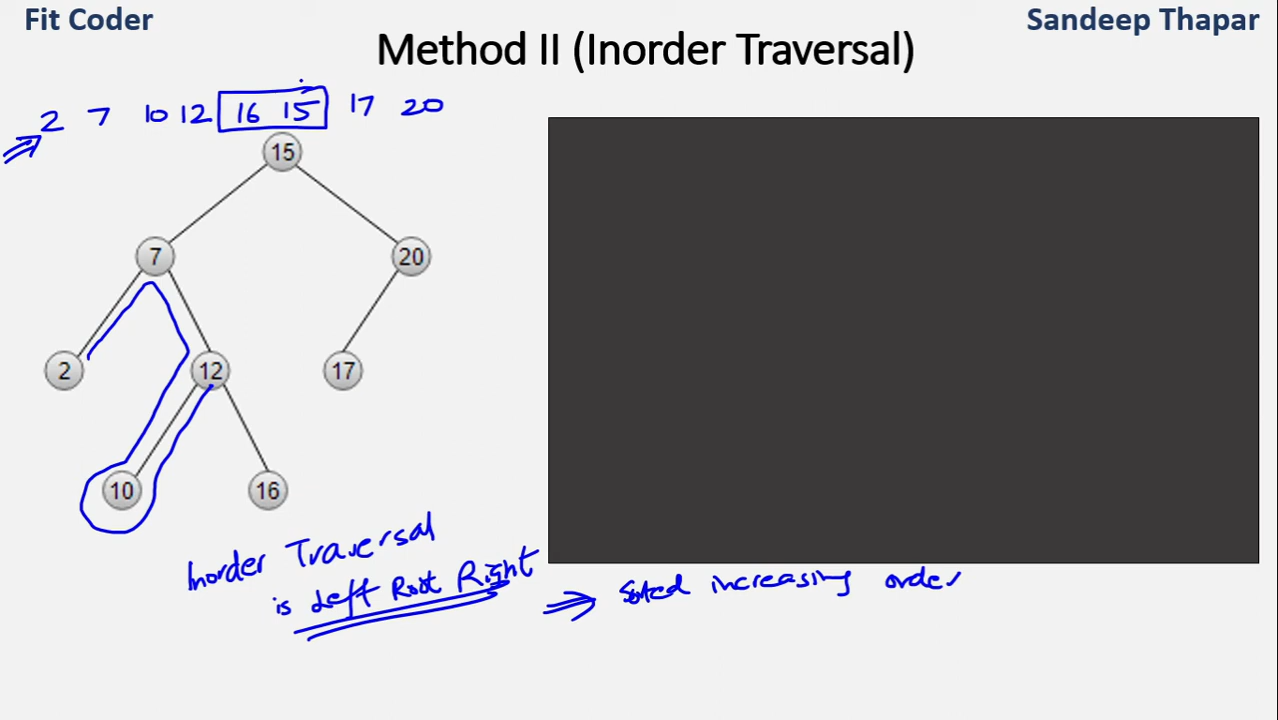 Fit Coder
Sandeep Thapar
Method II (Inorder Traversal)
2 7 10 12 16 15 17 20
15
7 20
2 12 17
10 16
Inorder Traversal
is Left Root Right
Sorted increasing order